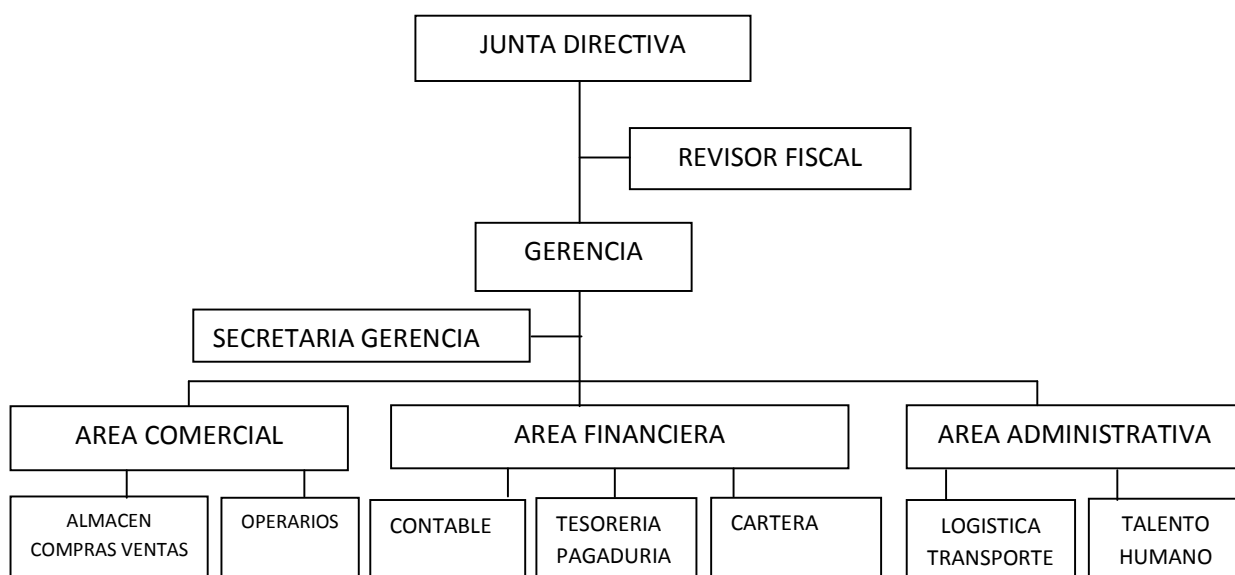 JUNTA DIRECTIVA
REVISOR FISCAL
GERENCIA
SECRETARIA GERENCIA
AREA COMERCIAL
AREA FINANCIERA
AREA ADMINISTRATIVA
ALMACEN
COMPRAS VENTAS
OPERARIOS
CONTABLE
TESORERIA
PAGADURIA
CARTERA
LOGISTICA
TRANSPORTE
TALENTO
HUMANO